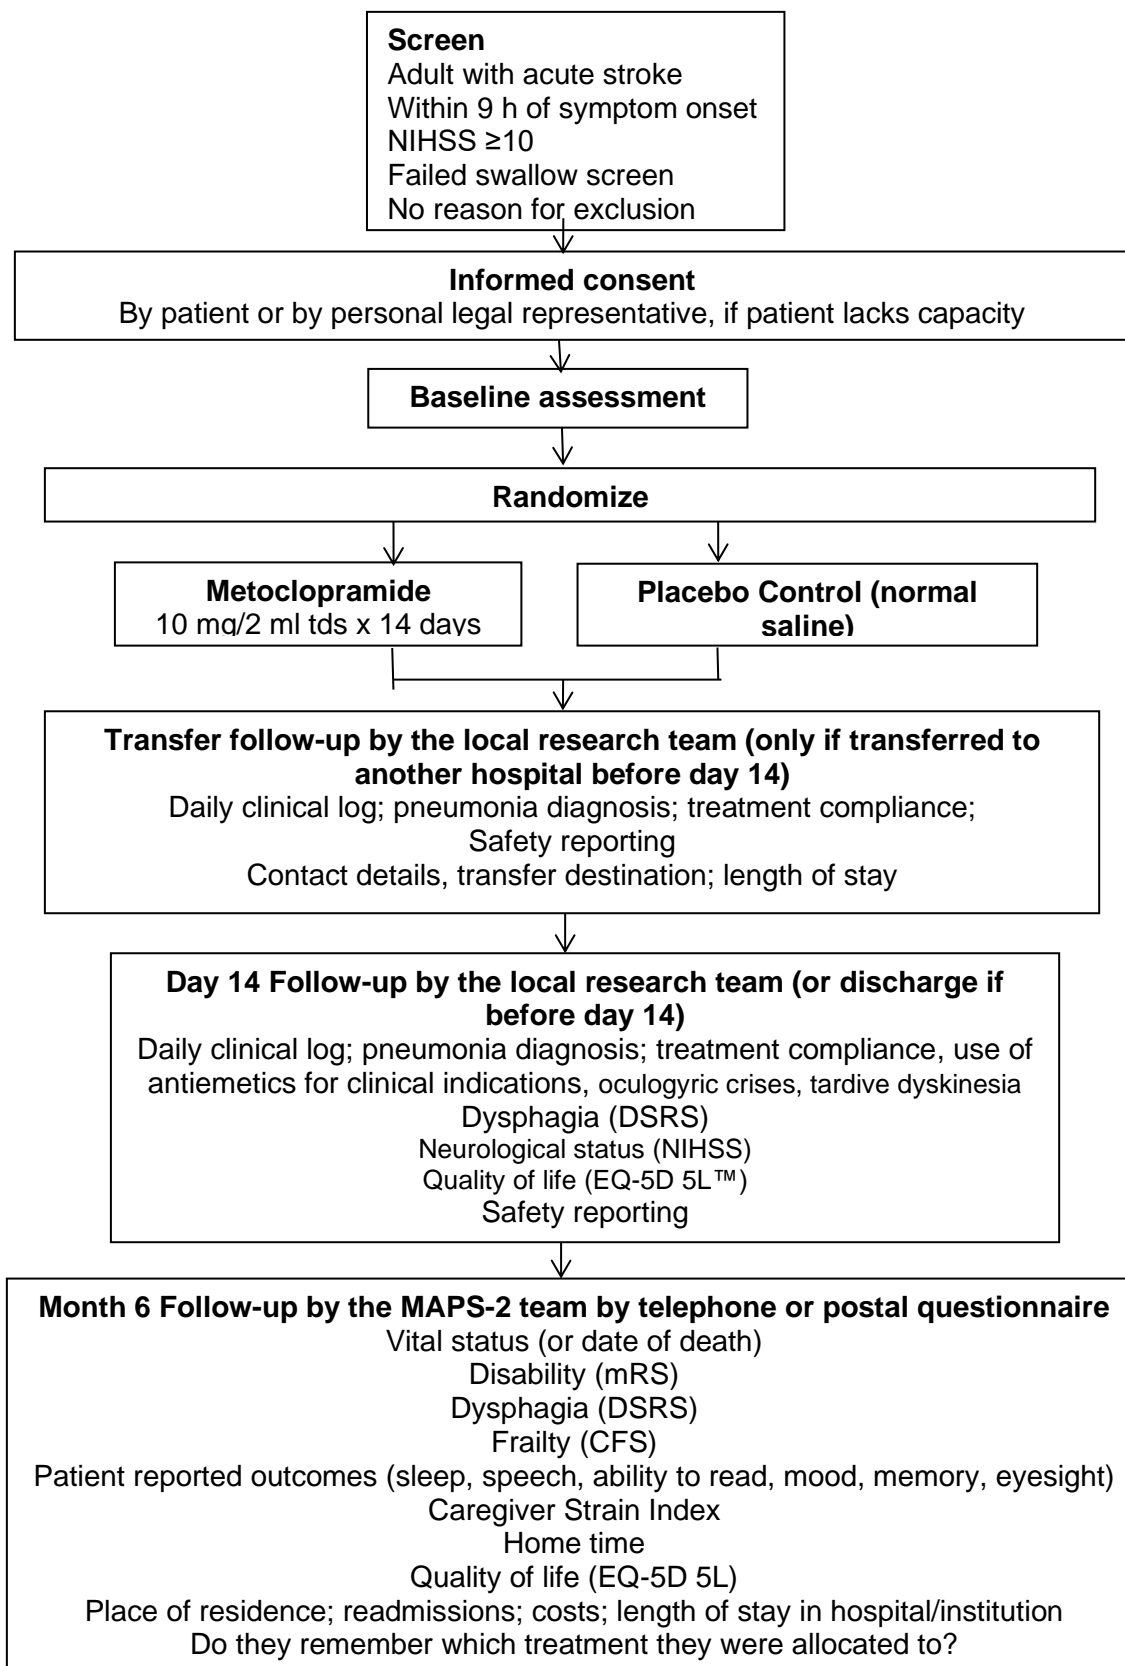 Screen
Adult with acute stroke
Within 9 h of symptom onset
NIHSS ≥10
Failed swallow screen
No reason for exclusion
Informed consent
By patient or by personal legal representative, if patient lacks capacity
Baseline assessment
Randomize
Metoclopramide
10 mg/2 ml tds x 14 days
Placebo Control (normal
saline)
Transfer follow-up by the local research team (only if transferred to
another hospital before day 14)
Daily clinical log; pneumonia diagnosis; treatment compliance;
Safety reporting
Contact details, transfer destination; length of stay
Day 14 Follow-up by the local research team (or discharge if
before day 14)
Daily clinical log; pneumonia diagnosis; treatment compliance, use of
antiemetics for clinical indications, oculogyric crises, tardive dyskinesia
Dysphagia (DSRS)
Neurological status (NIHSS)
Quality of life (EQ-5D 5L™)
Safety reporting
Month 6 Follow-up by the MAPS-2 team by telephone or postal questionnaire
Vital status (or date of death)
Disability (mRS)
Dysphagia (DSRS)
Frailty (CFS)
Patient reported outcomes (sleep, speech, ability to read, mood, memory, eyesight)
Caregiver Strain Index
Home time
Quality of life (EQ-5D 5L)
Place of residence; readmissions; costs; length of stay in hospital/institution
Do they remember which treatment they were allocated to?